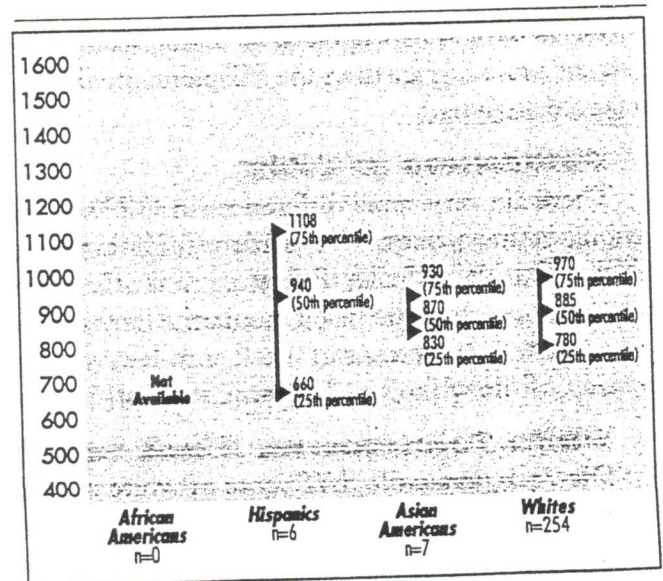 1600
1500
1400
1300
1200
1100
1000
900
800
700
600
500
400
Not
Available
1108
(75th percentile)
940
(50th percentile)
660
(25th percentile)
930
(75th percentile)
870
(50th percentile)
830
(25th percentile)
970
(75th percentile)
885
(50th percentile)
780
(25th percentile)
African
Americans
n=0
Hispanics
n=6
Asian
Americans
n=7
Whites
n=254